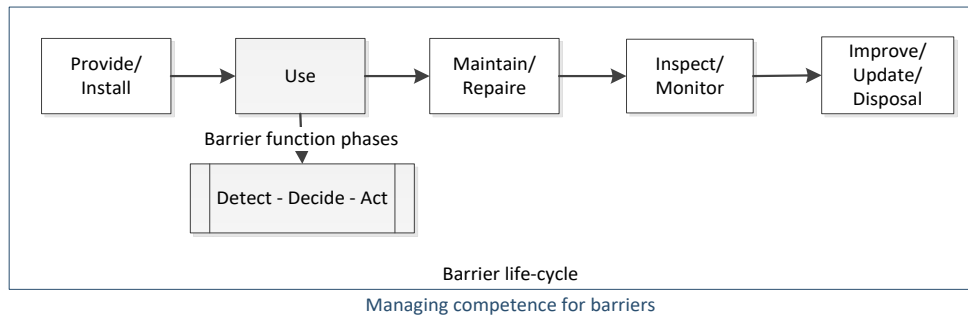 Provide/
Install
Use
Maintain/
Repaire
Inspect/
Monitor
Improve/
Update/
Disposal
Barrier function phases
Detect - Decide - Act
Barrier life-cycle
Managing competence for barriers